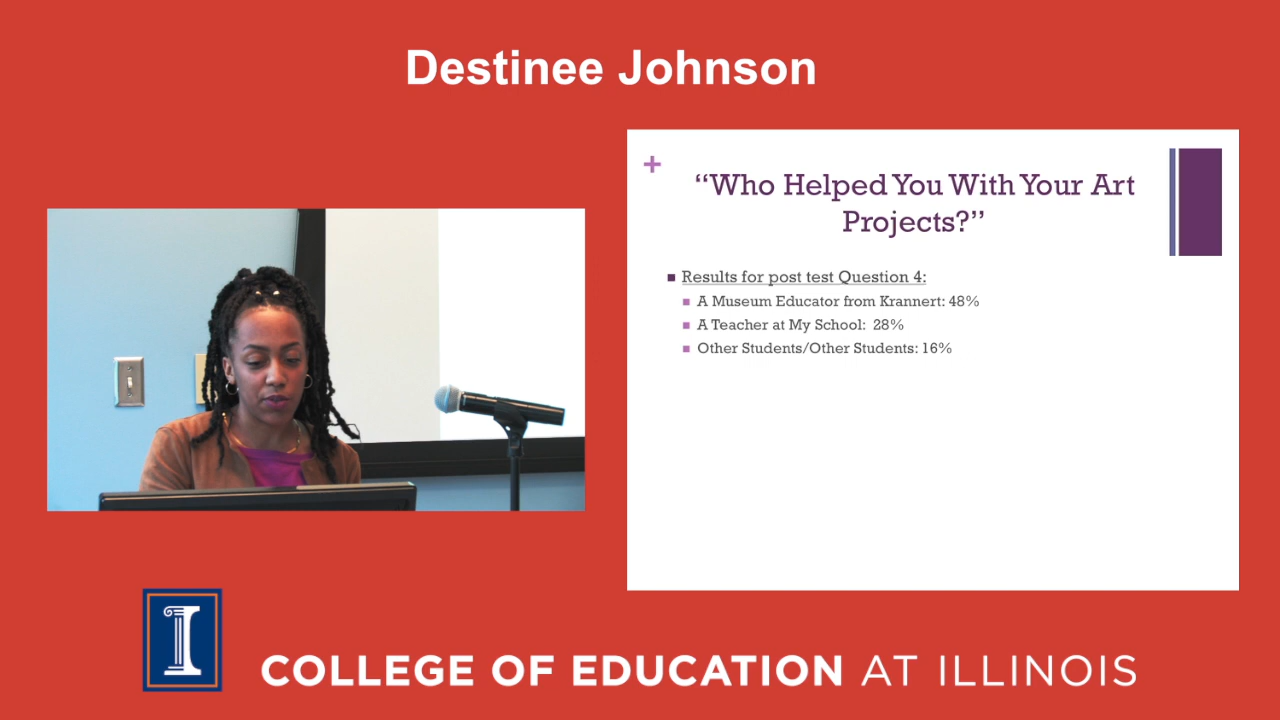 Destinee Johnson
+
“Who Helped You With Your Art
Projects?”
Results for post test Question 4:
A Museum Educator from Krannert: 48%
A Teacher at My School: 28%
Other Students/Other Students: 16%
I
COLLEGE OF EDUCATION AT ILLINOIS